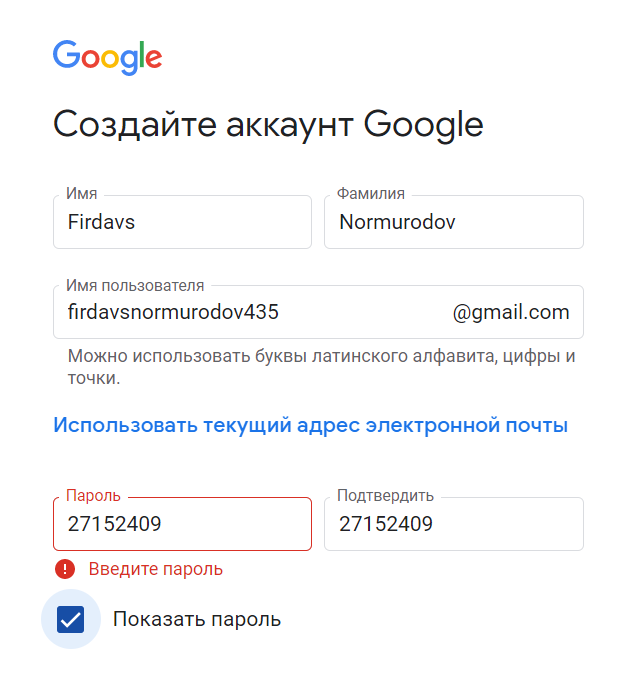 Google
Создайте аккаунт Google
Имя
Firdavs
Фамилия
Normurodov
Имя пользователя
firdavsnormurodov435
@gmail.com
Можно использовать буквы латинского алфавита, цифры и
точки.
Использовать текущий адрес электронной почты
Пароль
27152409
Подтвердить
27152409
Введите пароль
Показать пароль